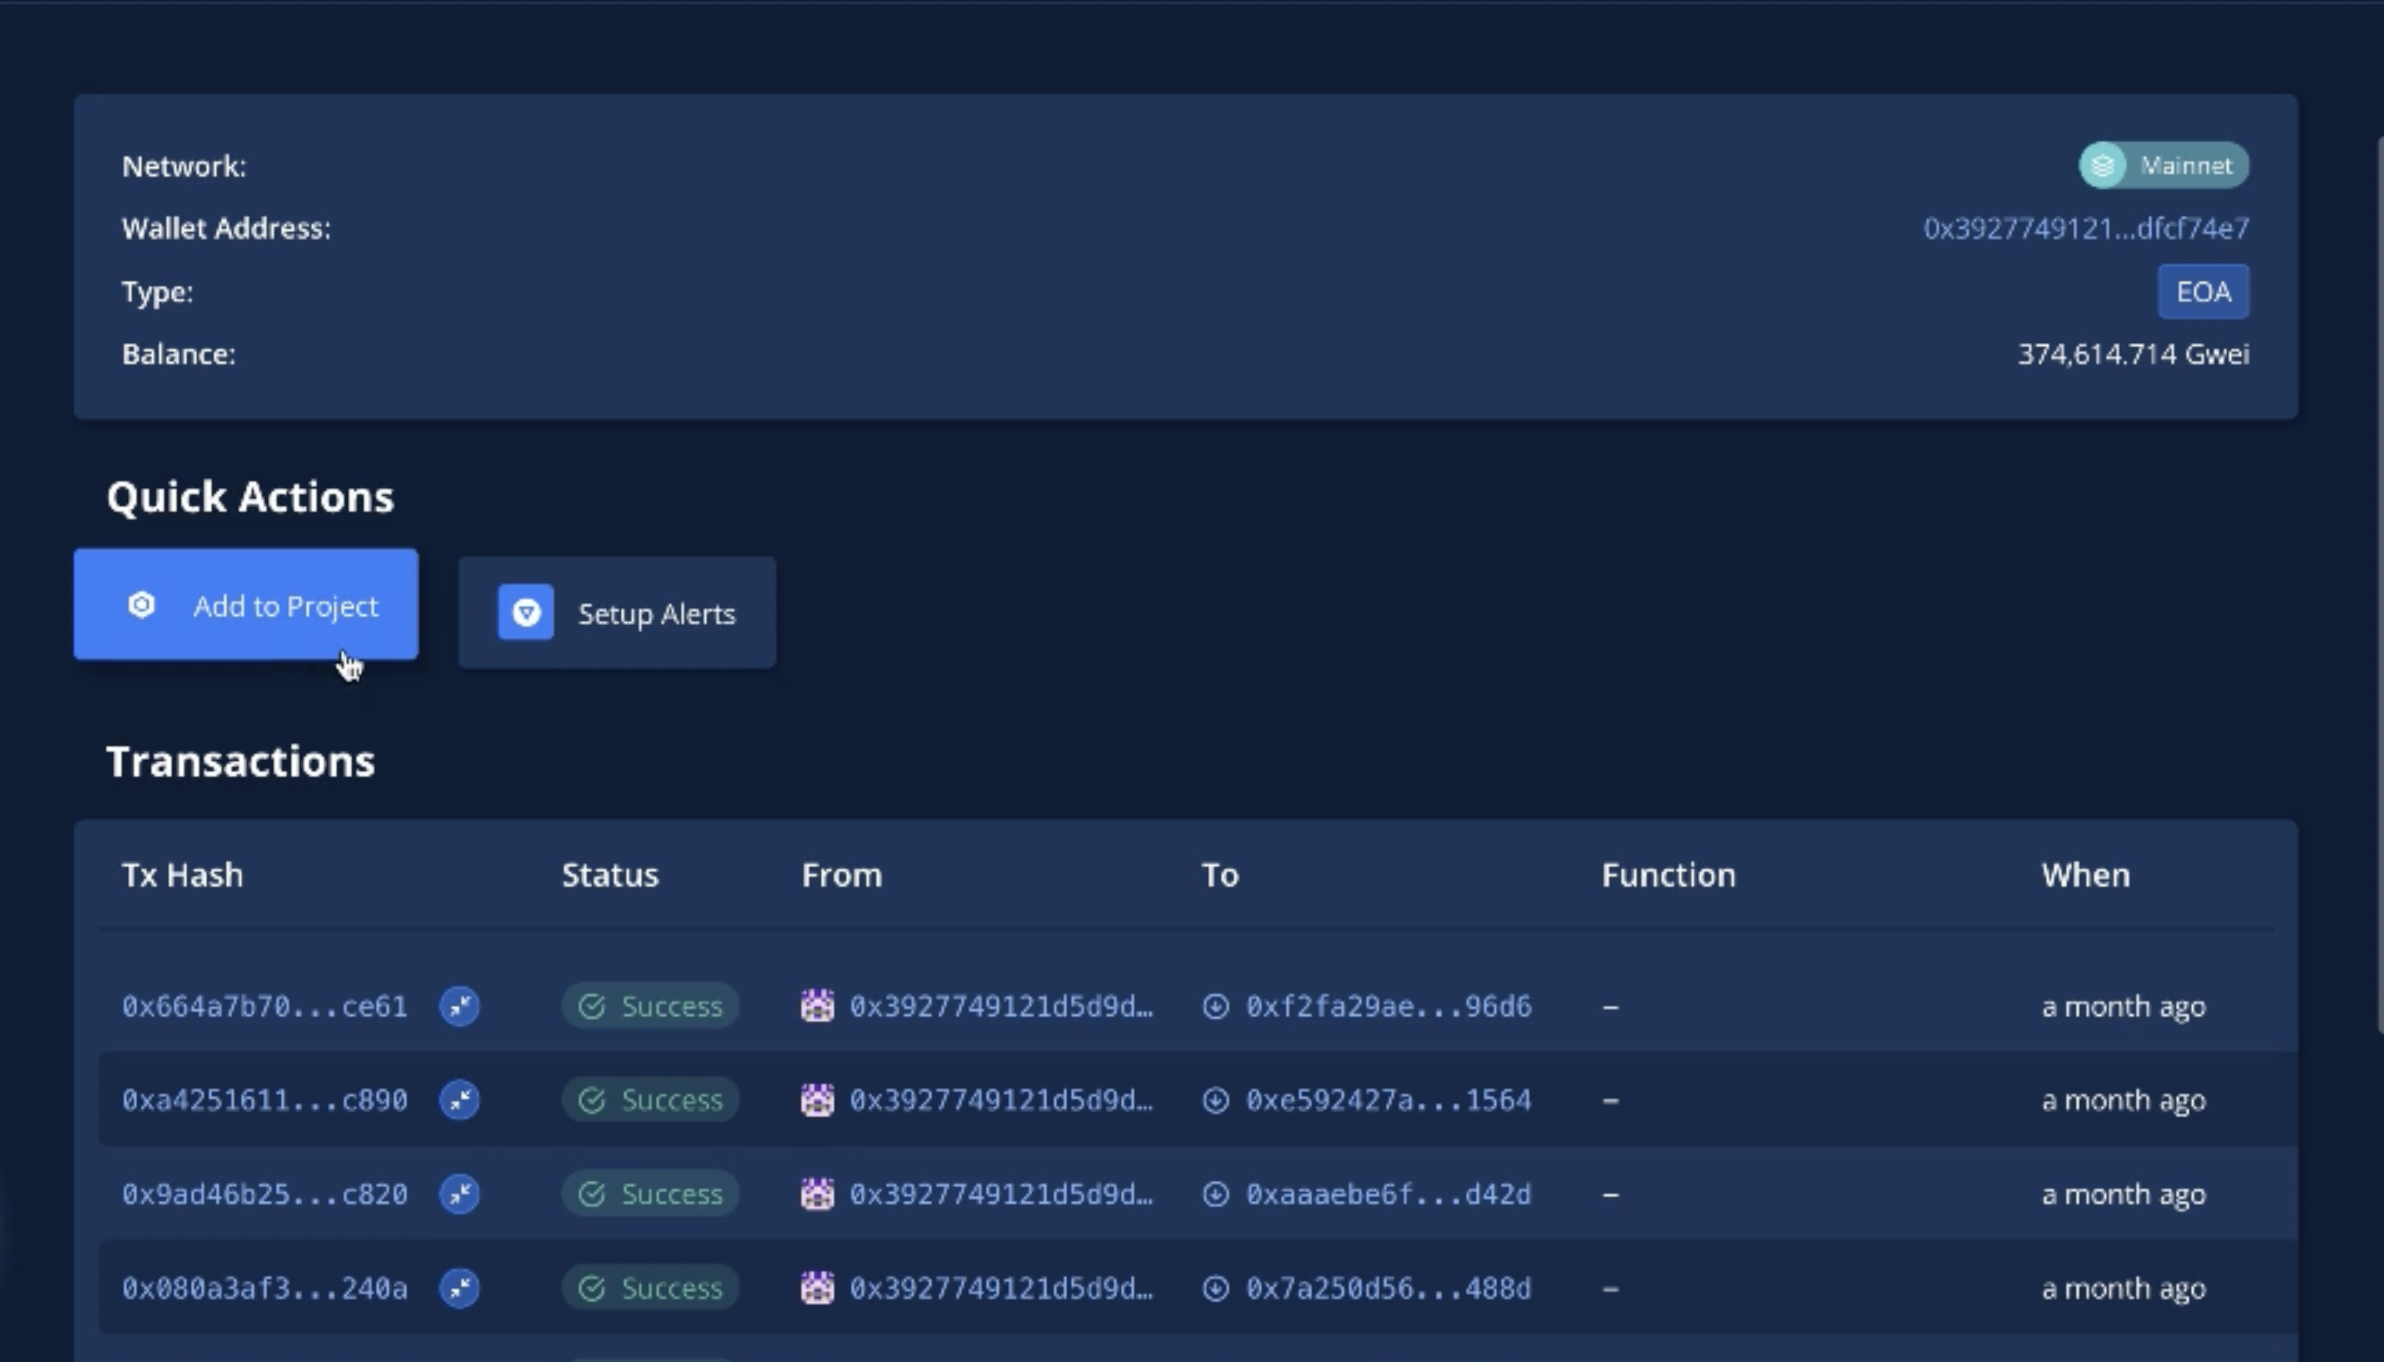 Network: Mainnet
Wallet Address: 0x3927749121...dfcf74e7
Type: EOA
Balance: 374,614.714 Gwei
Quick Actions
Add to Project Setup Alerts
Transactions
Tx Hash Status From To Function When
0x664a7b70...ce61 Success 0x3927749121d5d9d… 0xf2fa29ae...96d6 – a month ago
0xa4251611...c890 Success 0x3927749121d5d9d… 0xe592427a...1564 – a month ago
0x9ad46b25...c820 Success 0x3927749121d5d9d… 0xaaaebe6f...d42d – a month ago
0x080a3af3...240a Success 0x3927749121d5d9d… 0x7a250d56...488d – a month ago